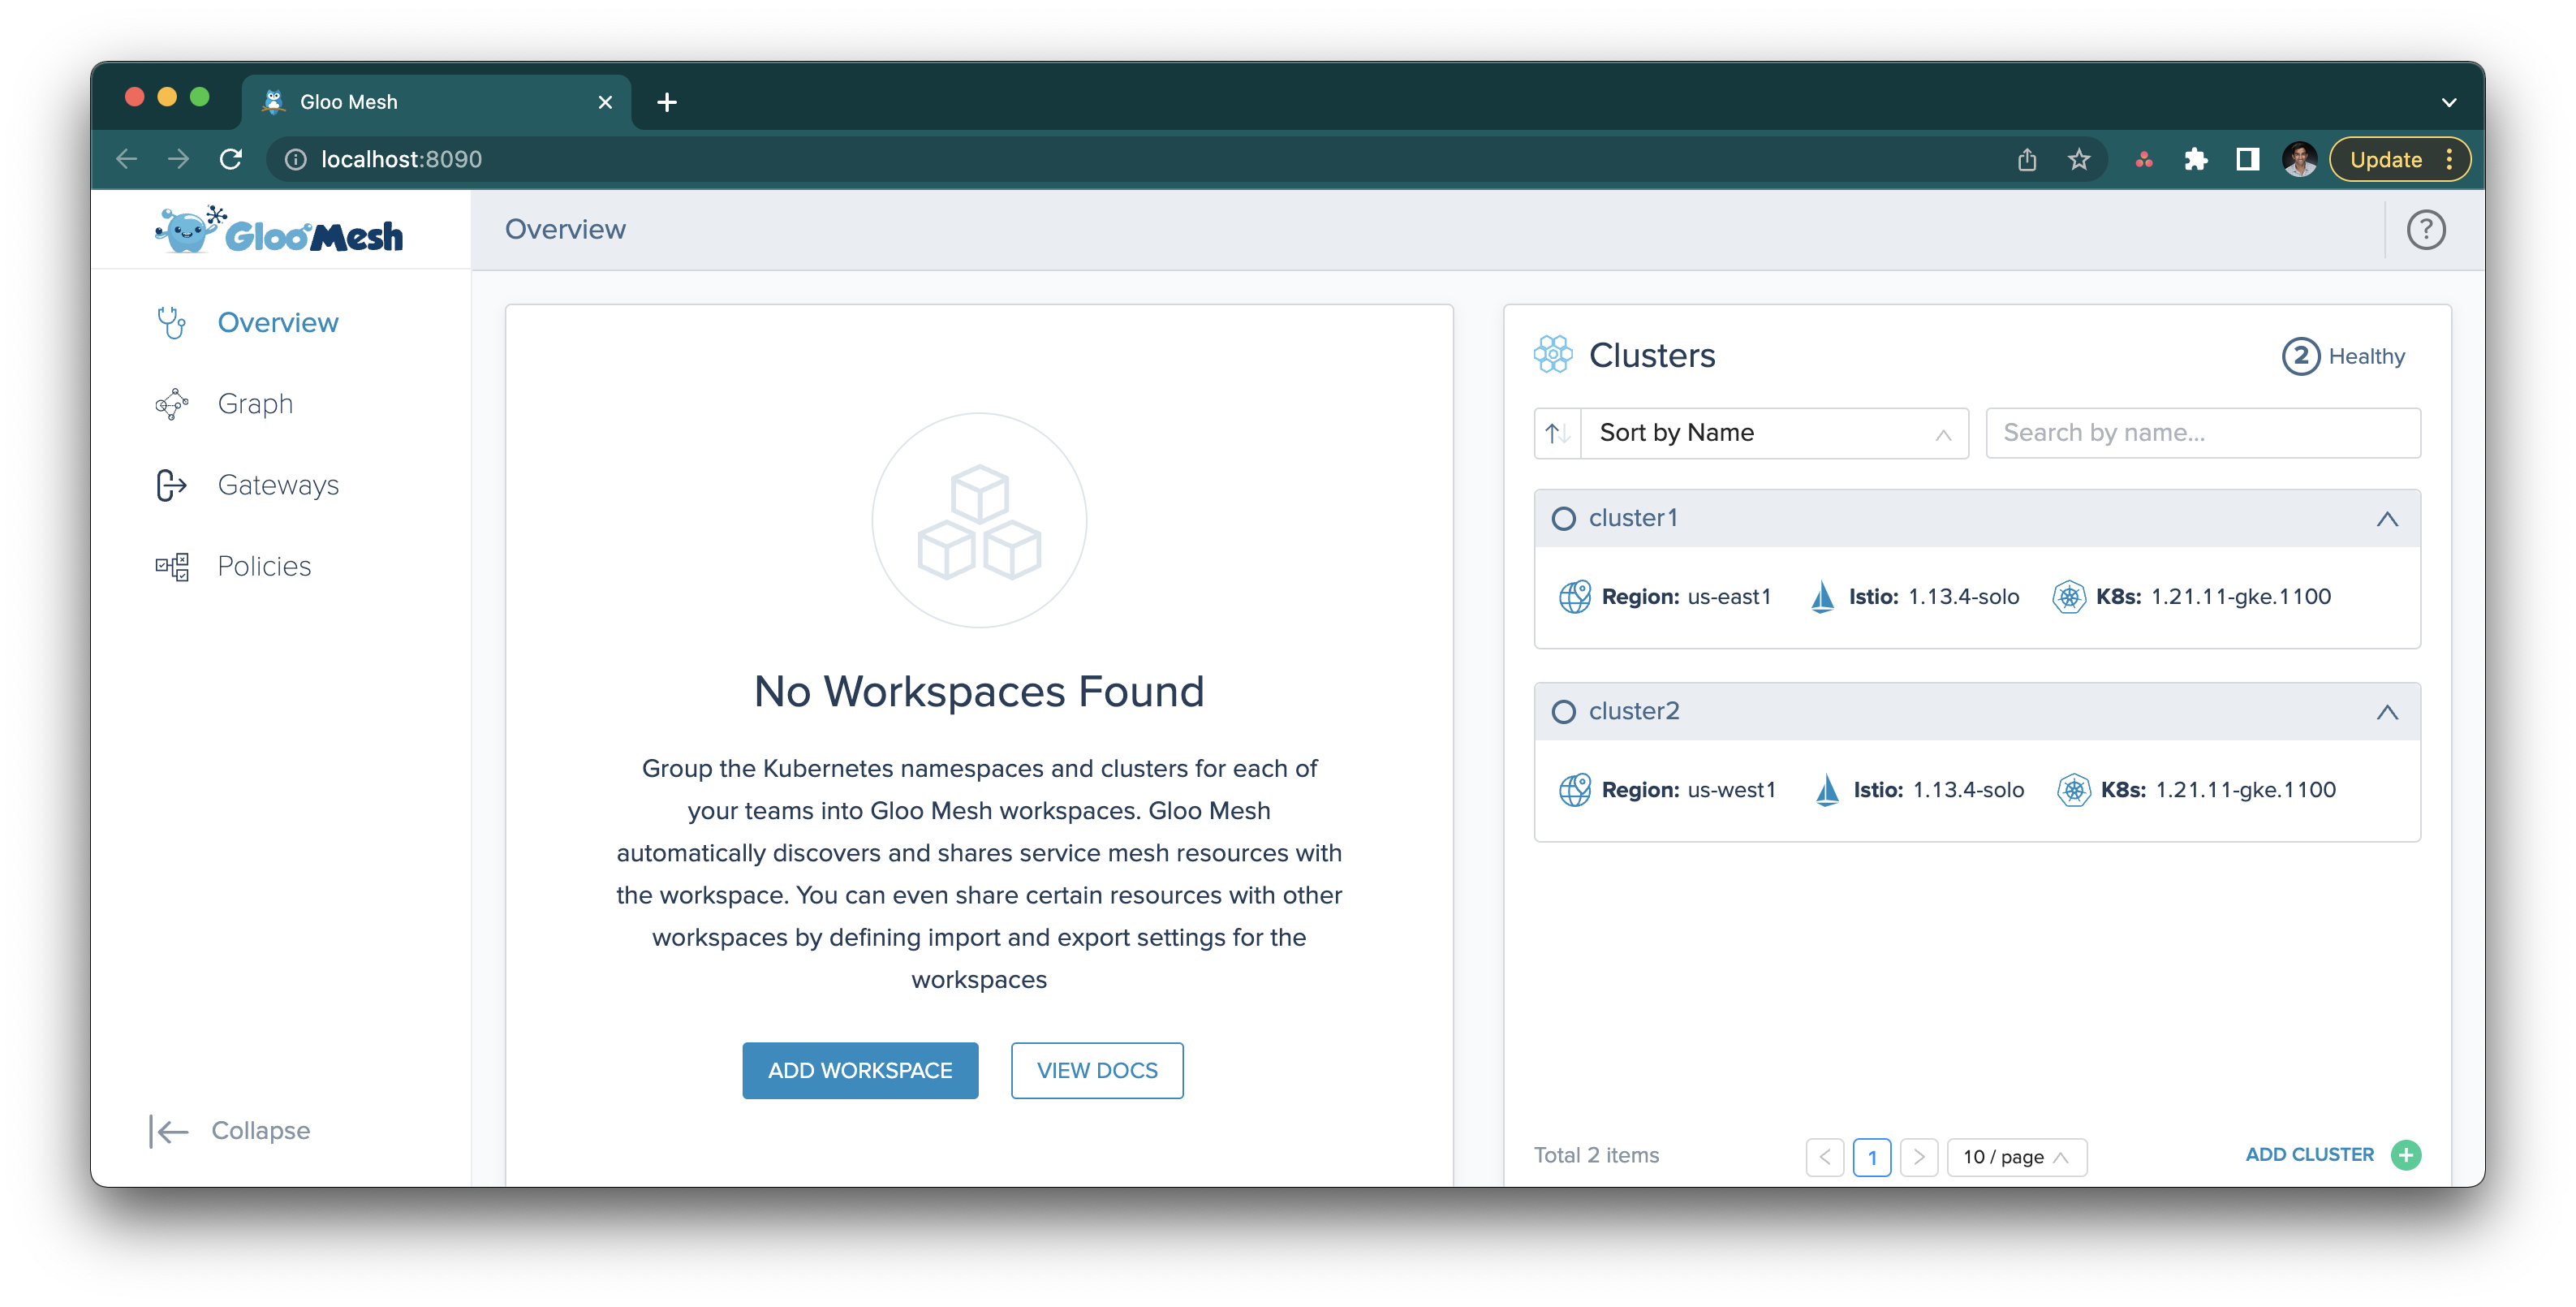 Gloo Mesh
localhost:8090
Update
Gloo Mesh
Overview
?
Overview
Graph
Gateways
Policies
Collapse
No Workspaces Found
Group the Kubernetes namespaces and clusters for each of
your teams into Gloo Mesh workspaces. Gloo Mesh
automatically discovers and shares service mesh resources with
the workspace. You can even share certain resources with other
workspaces by defining import and export settings for the
workspaces
ADD WORKSPACE VIEW DOCS
Clusters
2 Healthy
Sort by Name
Search by name...
cluster1
Region: us-east1 Istio: 1.13.4-solo K8s: 1.21.11-gke.1100
cluster2
Region: us-west1 Istio: 1.13.4-solo K8s: 1.21.11-gke.1100
Total 2 items < 1 > 10 / page ADD CLUSTER +